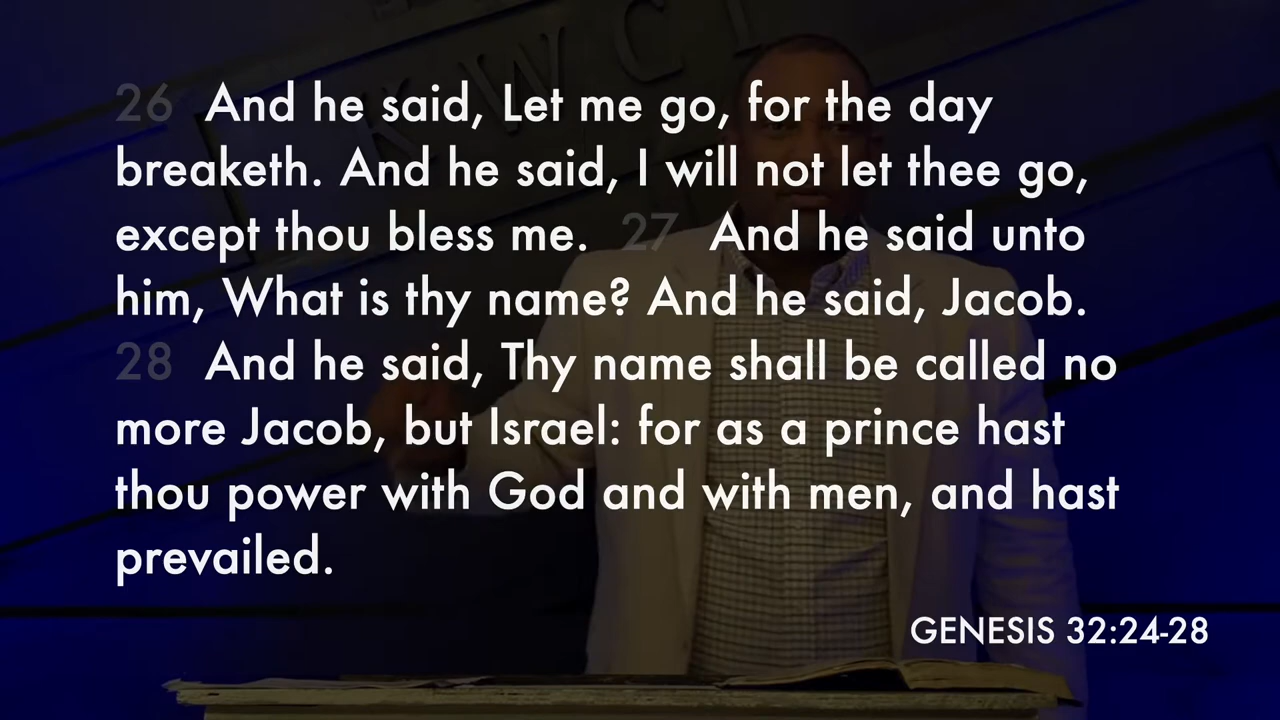 KWCI
26 And he said, Let me go, for the day
breaketh. And he said, I will not let thee go,
except thou bless me. 27 And he said unto
him, What is thy name? And he said, Jacob.
28 And he said, Thy name shall be called no
more Jacob, but Israel: for as a prince hast
thou power with God and with men, and hast
prevailed.
GENESIS 32:24-28